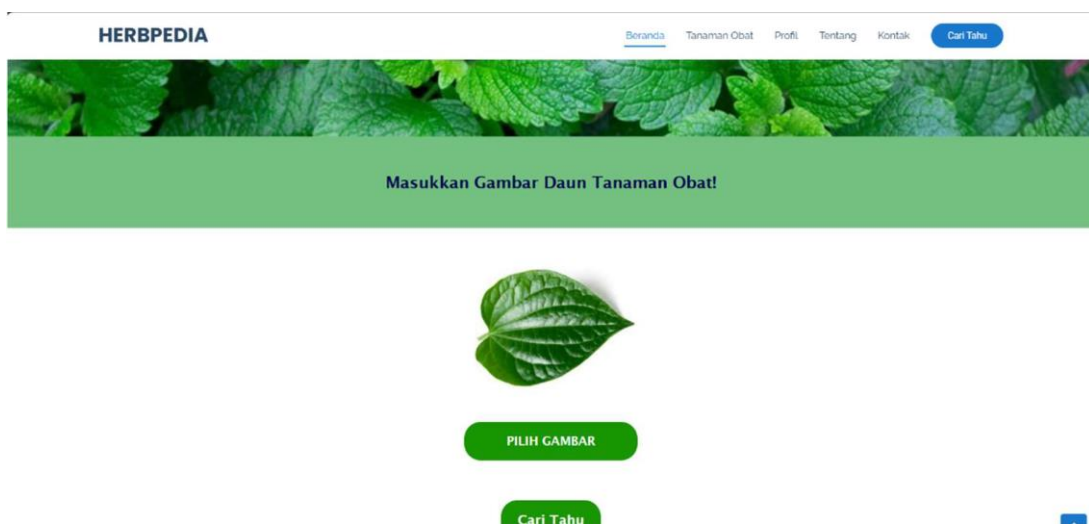 HERBPEDIA
Beranda Tanaman Obat Profil Tentang Kontak Cari Tahu
Masukkan Gambar Daun Tanaman Obat!
PILIH GAMBAR
Cari Tahu